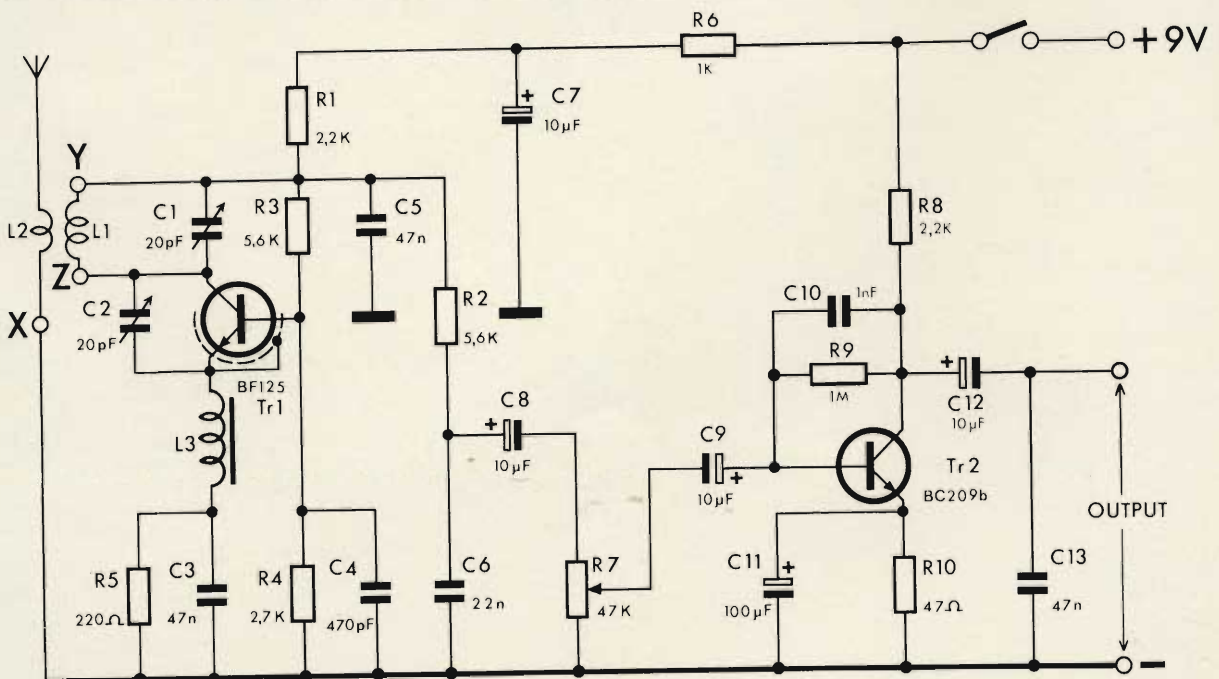 R6
1K
+9V
R1
2,2K
+
C7
10µF
Y
L2
L1
C1
20pF
R3
5,6K
C5
47n
R8
2,2K
Z
C2
20pF
R2
5,6K
C10
1nF
X
BF125
Tr1
R9
1M
+
C12
10µF
L3
+
C8
10µF
C9
10µF
+
Tr2
BC209b
OUTPUT
R5
220Ω
C3
47n
R4
2,7K
C4
470pF
C6
22n
R7
47K
C11
+
100µF
R10
47Ω
C13
47n
−